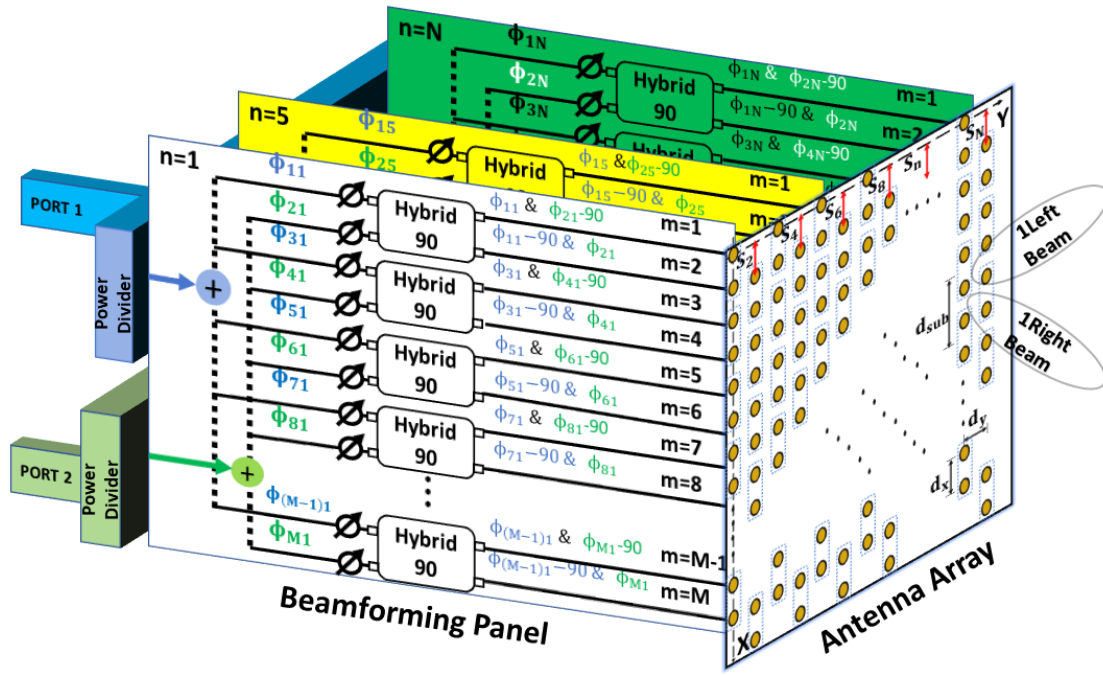 n=N
ϕ1N
ϕ2N
ϕ3N
Hybrid
90
Hybrid
ϕ1N & ϕ2N-90
m=1
ϕ1N−90 & ϕ2N
m=2
ϕ3N & ϕ4N-90
n=5
ϕ15
ϕ25
Hybrid
ϕ15 &ϕ25-90
m=1
ϕ15−90 & ϕ25
n=1
ϕ11
ϕ21
ϕ31
ϕ41
ϕ51
ϕ61
ϕ71
ϕ81
ϕ(M−1)1
ϕM1
Hybrid
90
Hybrid
90
Hybrid
90
Hybrid
90
Hybrid
90
ϕ11 & ϕ21-90
m=1
ϕ11−90 & ϕ21
m=2
ϕ31 & ϕ41-90
m=3
ϕ31−90 & ϕ41
m=4
ϕ51 & ϕ61-90
m=5
ϕ51−90 & ϕ61
m=6
ϕ71 & ϕ81-90
m=7
ϕ71−90 & ϕ81
m=8
ϕ(M−1)1 & ϕM1-90
m=M-1
ϕ(M−1)1−90 & ϕM1
m=M
PORT 1
Power
Divider
+
PORT 2
Power
Divider
+
Beamforming Panel
S2
S4
S6
S8
Sn
SN
Y
X
dsub
dy
dx
1Left
Beam
1Right
Beam
Antenna Array